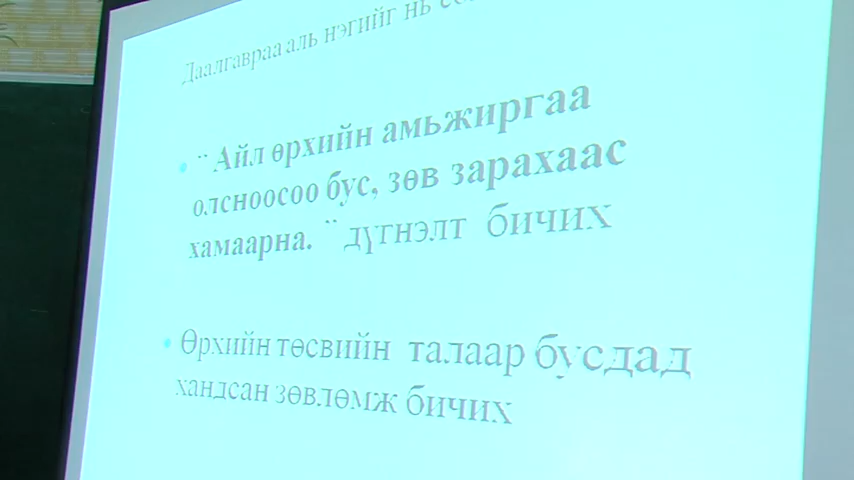 Даалгавраа аль нэгийг нь
• ¨ Айл өрхийн амьжиргаа
олсноосоо бус, зөв зарахаас
хамаарна. ¨ дүгнэлт бичих
• Өрхийн төсвийн талаар бусдад
хандсан зөвлөмж бичих